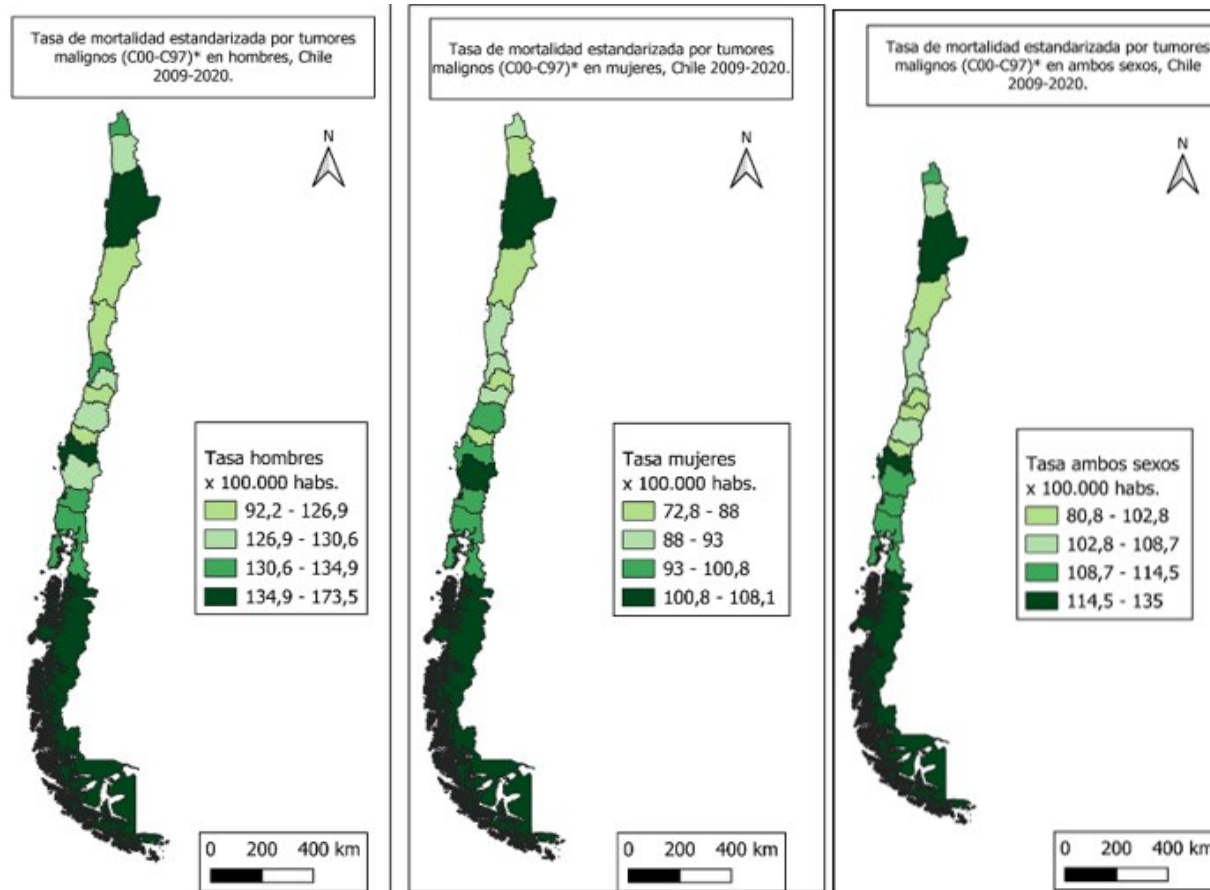 Tasa de mortalidad estandarizada por tumores
malignos (C00-C97)* en hombres, Chile
2009-2020.
N
Tasa hombres
x 100.000 habs.
92,2 - 126,9
126,9 - 130,6
130,6 - 134,9
134,9 - 173,5
0 200 400 km
Tasa de mortalidad estandarizada por tumores
malignos (C00-C97)* en mujeres, Chile 2009-2020.
N
Tasa mujeres
x 100.000 habs.
72,8 - 88
88 - 93
93 - 100,8
100,8 - 108,1
0 200 400 km
Tasa de mortalidad estandarizada por tumores
malignos (C00-C97)* en ambos sexos, Chile
2009-2020.
N
Tasa ambos sexos
x 100.000 habs.
80,8 - 102,8
102,8 - 108,7
108,7 - 114,5
114,5 - 135
0 200 400 km